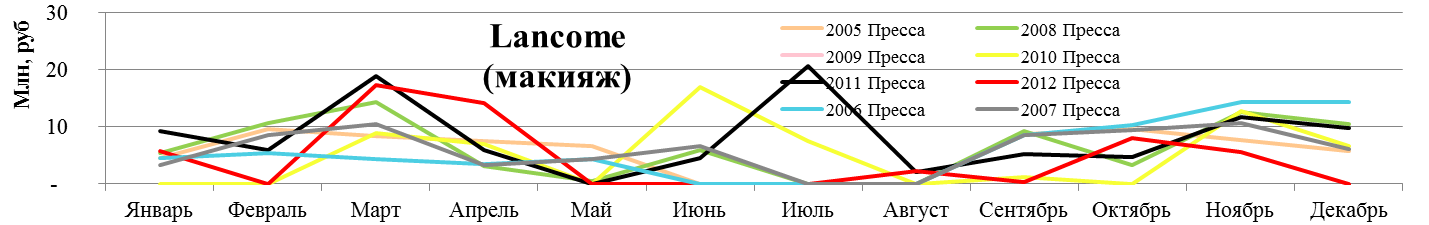 Lancome
(макияж)
Млн, руб
30
20
10
-
2005 Пресса
2008 Пресса
2009 Пресса
2010 Пресса
2011 Пресса
2012 Пресса
2006 Пресса
2007 Пресса
Январь Февраль Март Апрель Май Июнь Июль Август Сентябрь Октябрь Ноябрь Декабрь